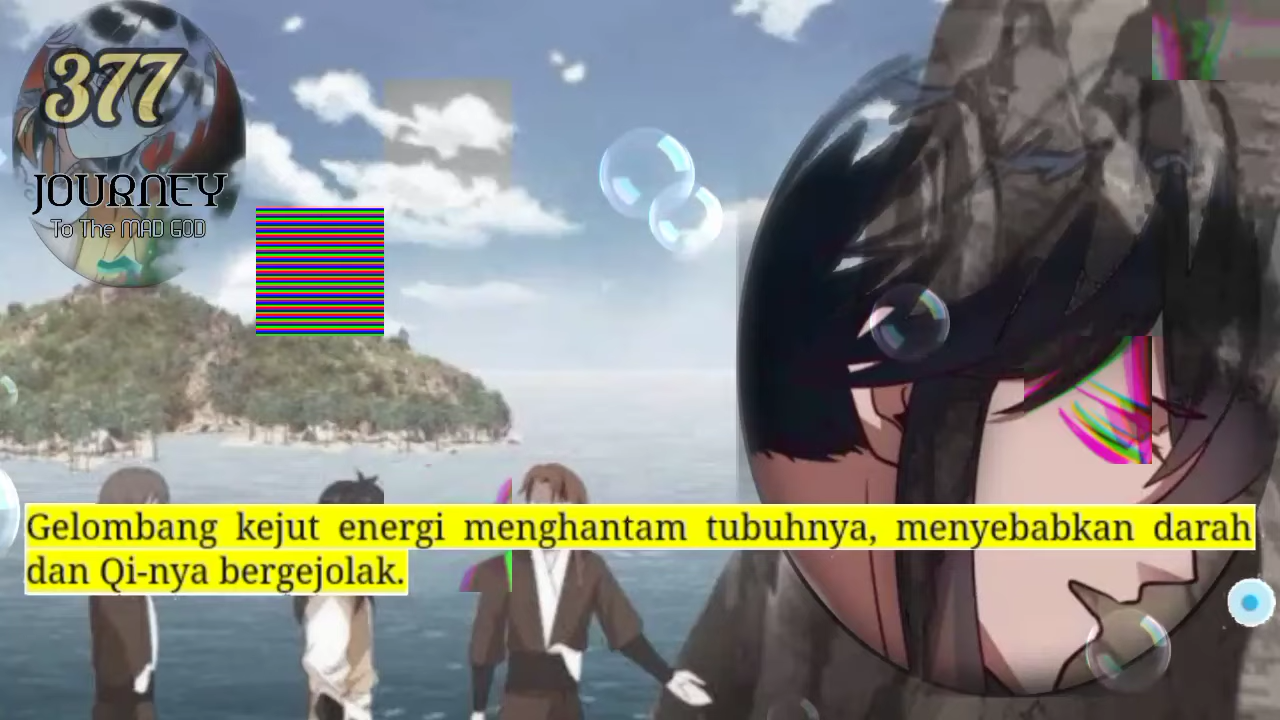 377
JOURNEY
To The MAD GOD
Gelombang kejut energi menghantam tubuhnya, menyebabkan darah
dan Qi-nya bergejolak.